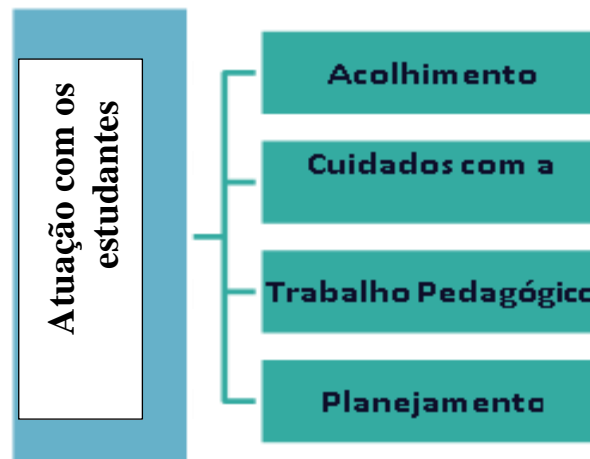 Atuação com os
estudantes
Acolhimento
Cuidados com a
Trabalho Pedagógico
Planejamento